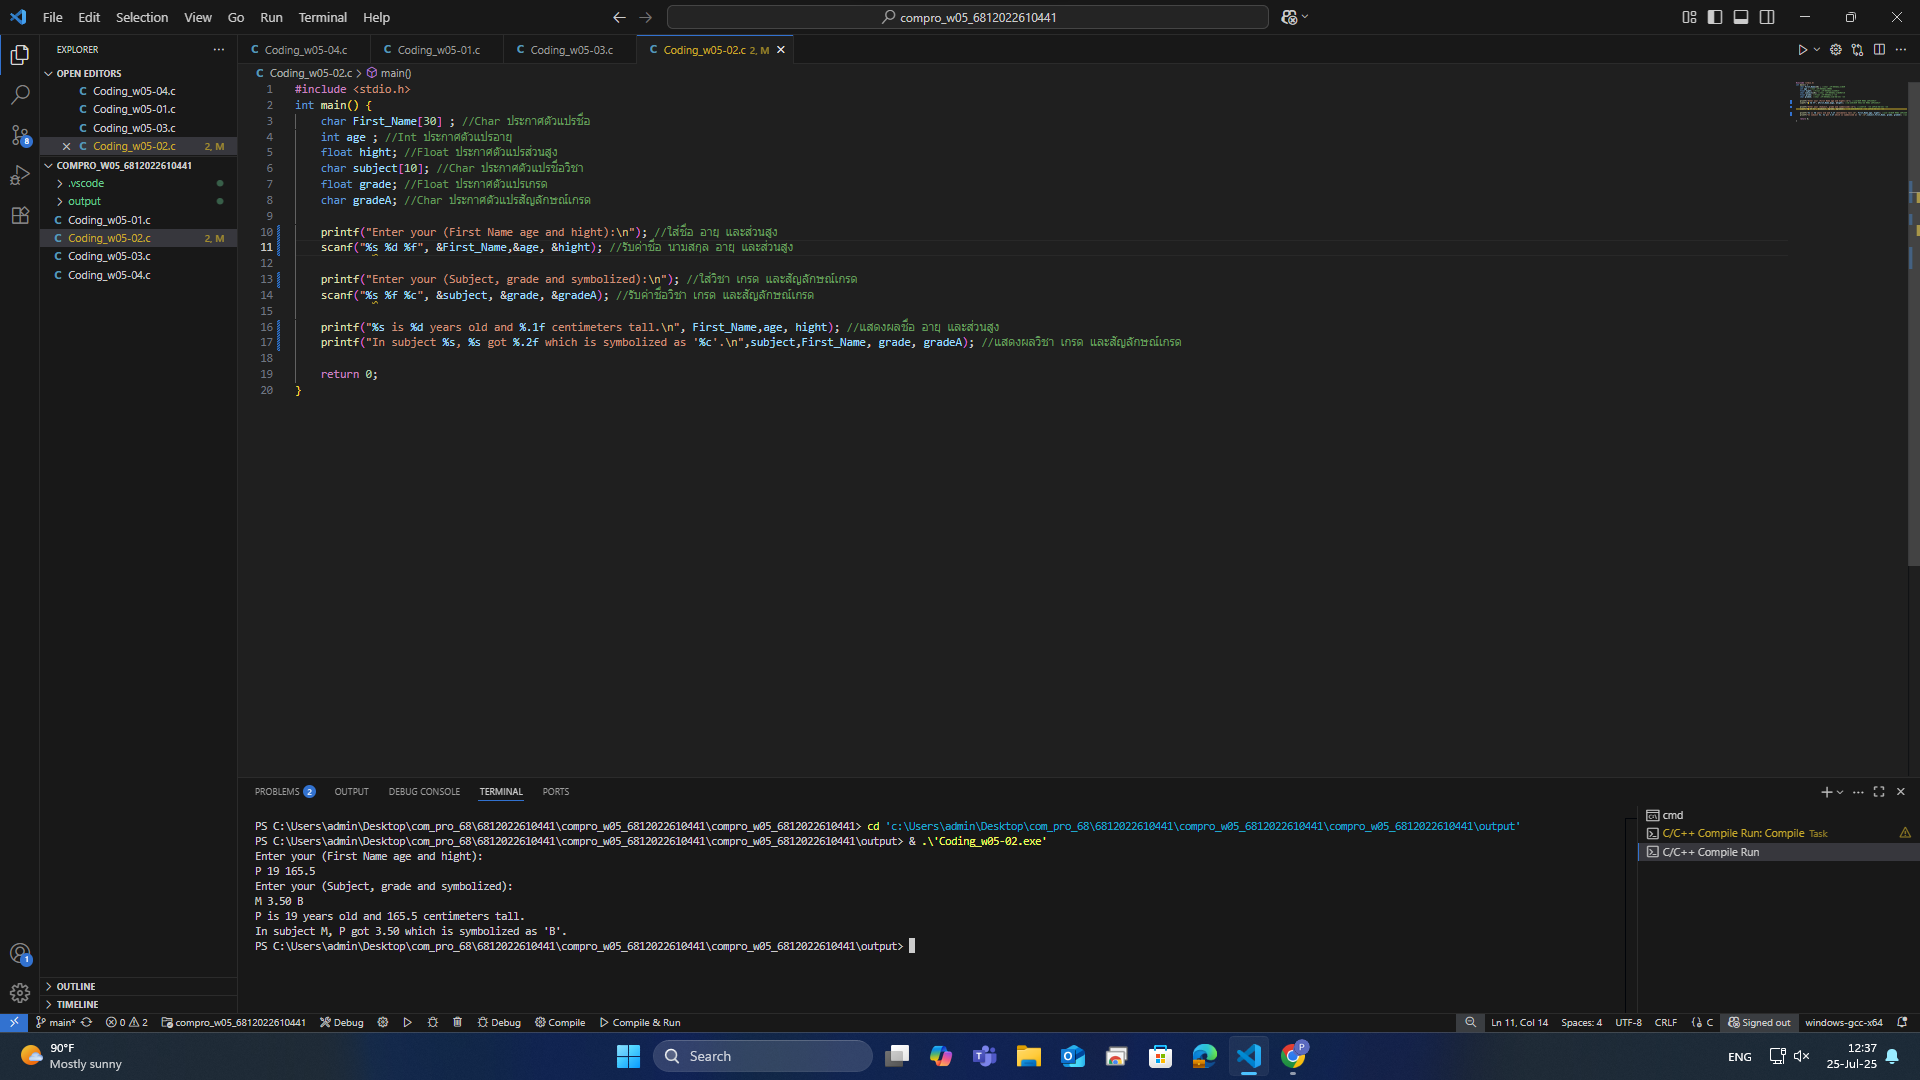 File Edit Selection View Go Run Terminal Help
compro_w05_6812022610441
EXPLORER
OPEN EDITORS
Coding_w05-04.c
Coding_w05-01.c
Coding_w05-03.c
Coding_w05-02.c 2, M
COMPRO_W05_6812022610441
.vscode
output
C Coding_w05-01.c
C Coding_w05-02.c 2, M
C Coding_w05-03.c
C Coding_w05-04.c
OUTLINE
TIMELINE
C Coding_w05-04.c C Coding_w05-01.c C Coding_w05-03.c C Coding_w05-02.c 2, M
C Coding_w05-02.c > main()
1 #include <stdio.h>
2 int main() {
3 char First_Name[30] ; //Char ประกาศตัวแปรชื่อ
4 int age ; //Int ประกาศตัวแปรอายุ
5 float hight; //Float ประกาศตัวแปรส่วนสูง
6 char subject[10]; //Char ประกาศตัวแปรชื่อวิชา
7 float grade; //Float ประกาศตัวแปรเกรด
8 char gradeA; //Char ประกาศตัวแปรสัญลักษณ์เกรด
9
10 printf("Enter your (First Name age and hight):\n"); //ใส่ชื่อ อายุ และส่วนสูง
11 scanf("%s %d %f", &First_Name,&age, &hight); //รับค่าชื่อ นามสกุล อายุ และส่วนสูง
12
13 printf("Enter your (Subject, grade and symbolized):\n"); //ใส่วิชา เกรด และสัญลักษณ์เกรด
14 scanf("%s %f %c", &subject, &grade, &gradeA); //รับค่าชื่อวิชา เกรด และสัญลักษณ์เกรด
15
16 printf("%s is %d years old and %.1f centimeters tall.\n", First_Name,age, hight); //แสดงผลชื่อ อายุ และส่วนสูง
17 printf("In subject %s, %s got %.2f which is symbolized as '%c'.\n",subject,First_Name, grade, gradeA); //แสดงผลวิชา เกรด และสัญลักษณ์เกรด
18
19 return 0;
20 }
PROBLEMS 2 OUTPUT DEBUG CONSOLE TERMINAL PORTS
PS C:\Users\admin\Desktop\com_pro_68\6812022610441\compro_w05_6812022610441\compro_w05_6812022610441> cd 'c:\Users\admin\Desktop\com_pro_68\6812022610441\compro_w05_6812022610441\compro_w05_6812022610441\output'
PS C:\Users\admin\Desktop\com_pro_68\6812022610441\compro_w05_6812022610441\compro_w05_6812022610441\output> & .\'Coding_w05-02.exe'
Enter your (First Name age and hight):
P 19 165.5
Enter your (Subject, grade and symbolized):
M 3.50 B
P is 19 years old and 165.5 centimeters tall.
In subject M, P got 3.50 which is symbolized as 'B'.
PS C:\Users\admin\Desktop\com_pro_68\6812022610441\compro_w05_6812022610441\compro_w05_6812022610441\output>
cmd
C/C++ Compile Run: Compile Task
C/C++ Compile Run
main* 0 2 compro_w05_6812022610441 Debug Debug Compile Compile & Run
Ln 11, Col 14 Spaces: 4 UTF-8 CRLF {} C Signed out windows-gcc-x64
90°F
Mostly sunny
Search
ENG
12:37
25-Jul-25